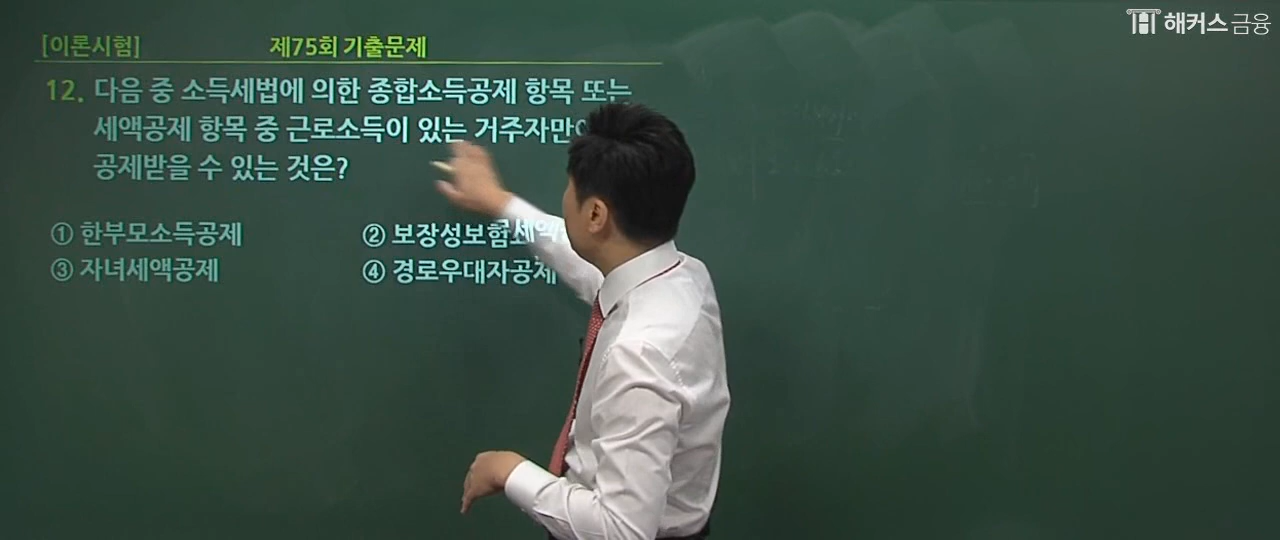 해커스 금융
[이론시험] 제75회 기출문제
12. 다음 중 소득세법에 의한 종합소득공제 항목 또는
세액공제 항목 중 근로소득이 있는 거주자만
공제받을 수 있는 것은?
① 한부모소득공제 ② 보장성보험료세액
③ 자녀세액공제 ④ 경로우대자공제